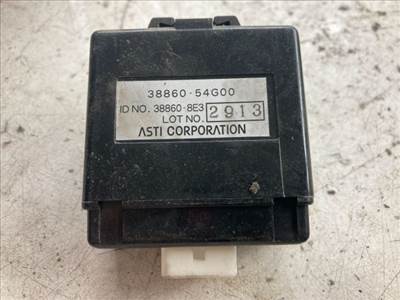 38860-54G00
ID NO. 38860-8E3
LOT NO. 2913
ASTI CORPORATION